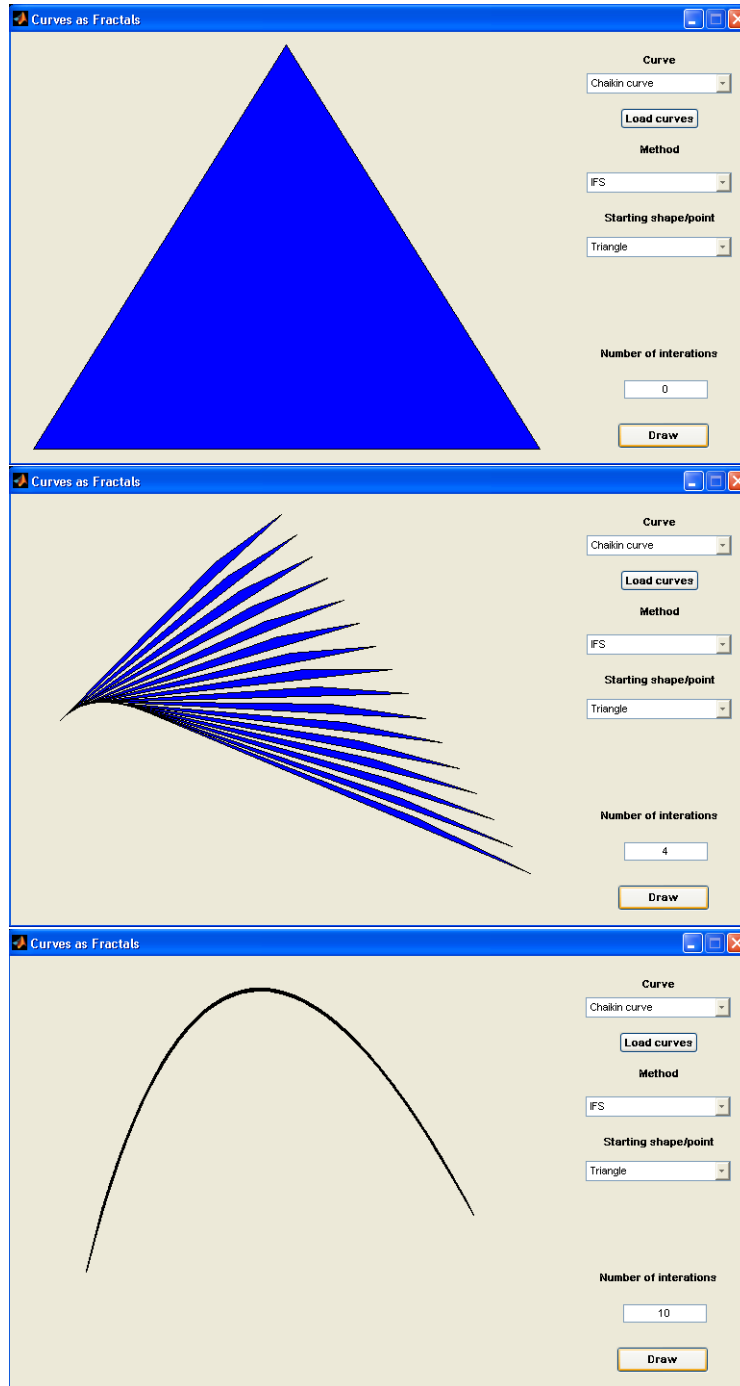 Curves as Fractals
Curve
Chaikin curve
Load curves
Method
IFS
Starting shape/point
Triangle
Number of interations
0
Draw
Curves as Fractals
Curve
Chaikin curve
Load curves
Method
IFS
Starting shape/point
Triangle
Number of interations
4
Draw
Curves as Fractals
Curve
Chaikin curve
Load curves
Method
IFS
Starting shape/point
Triangle
Number of interations
10
Draw